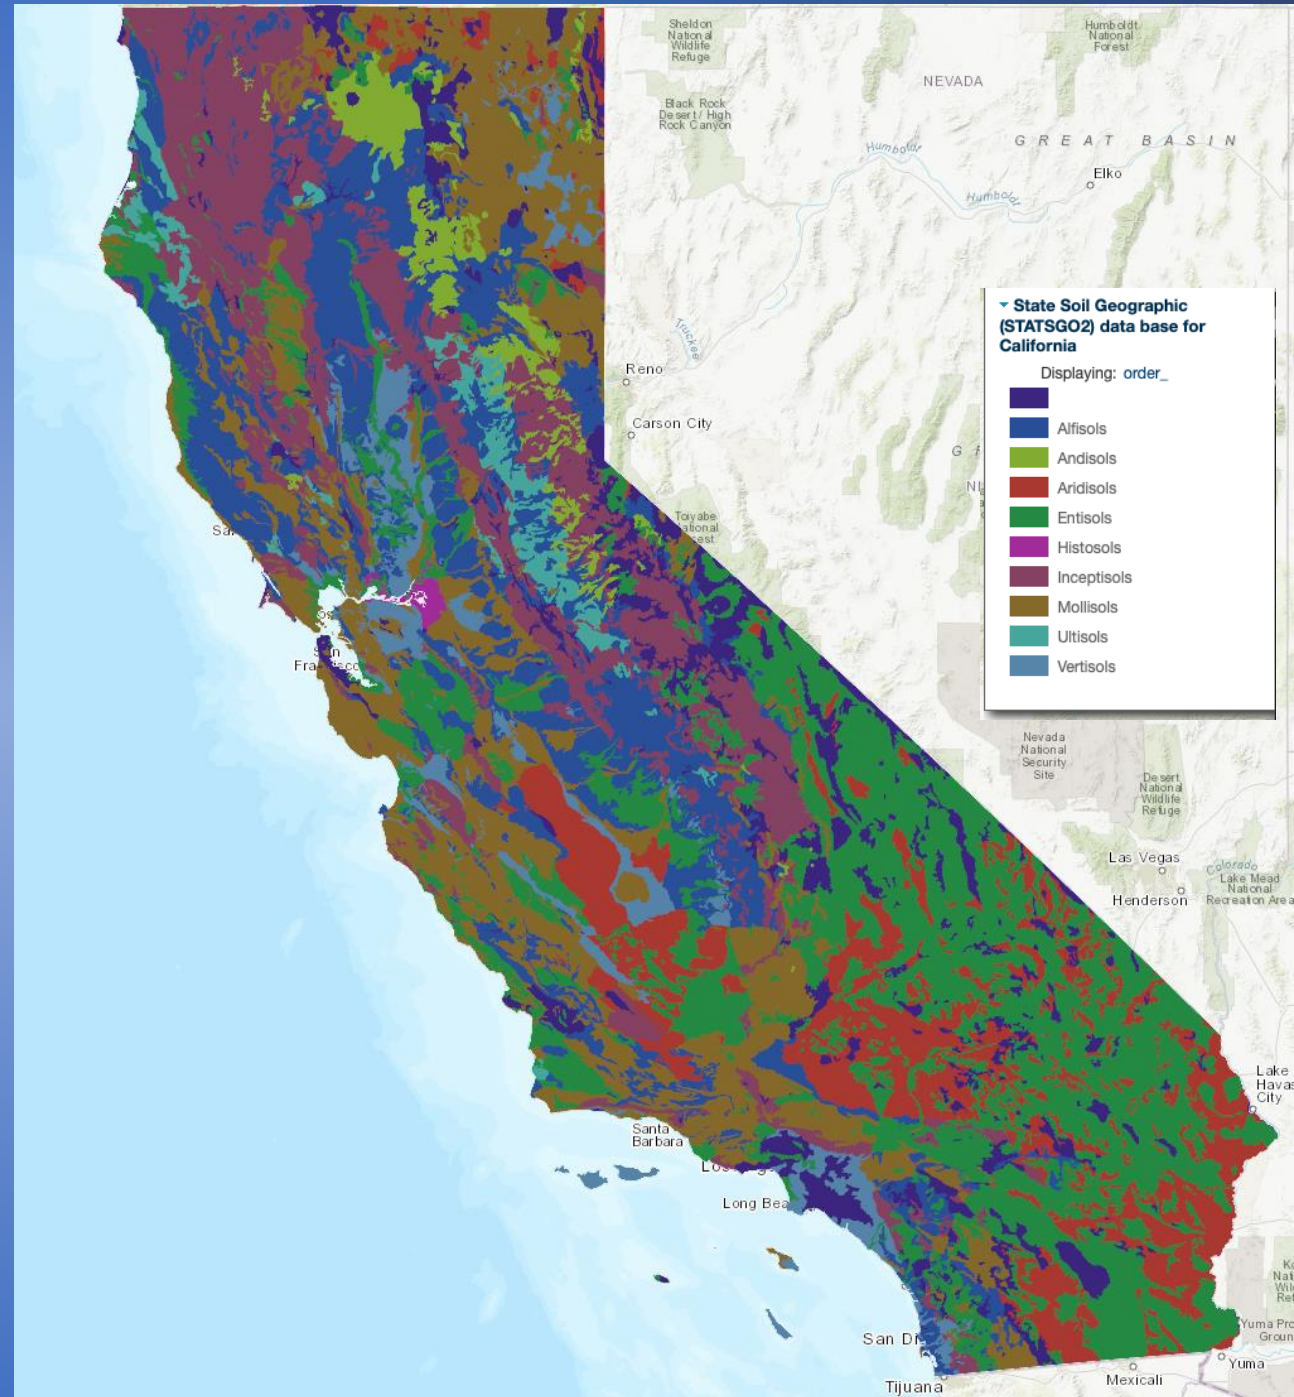 Sheldon
National
Wildlife
Refuge
Humboldt
National
Forest
NEVADA
Black Rock
Desert / High
Rock Canyon
GREAT BASIN
Humboldt
Elko
Humboldt
Truckee
Reno
Carson City
Toiyabe
State Soil Geographic
(STATSGO2) data base for
California
Displaying: order_
Alfisols
Andisols
Aridisols
Entisols
Histosols
Inceptisols
Mollisols
Ultisols
Vertisols
San
Nevada
National
Security
Site
Desert
National
Wildlife
Refuge
Las Vegas
Henderson
Colorado
Lake Mead
National
Recreation Area
Lake
City
Santa
Barbara
Long Bea
San Di
Tijuana
Mexicali
Yuma